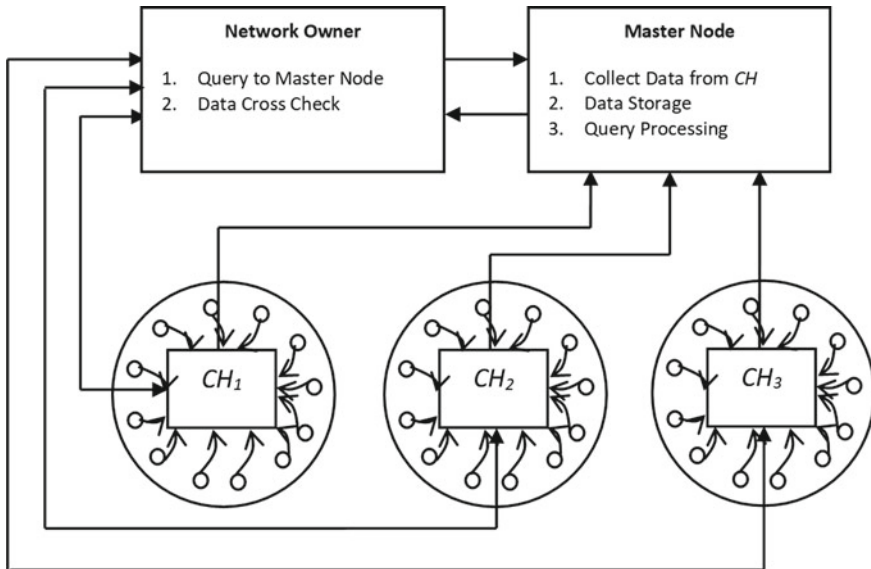 Network Owner
1. Query to Master Node
2. Data Cross Check
Master Node
1. Collect Data from CH
2. Data Storage
3. Query Processing
CH₁
CH₂
CH₃